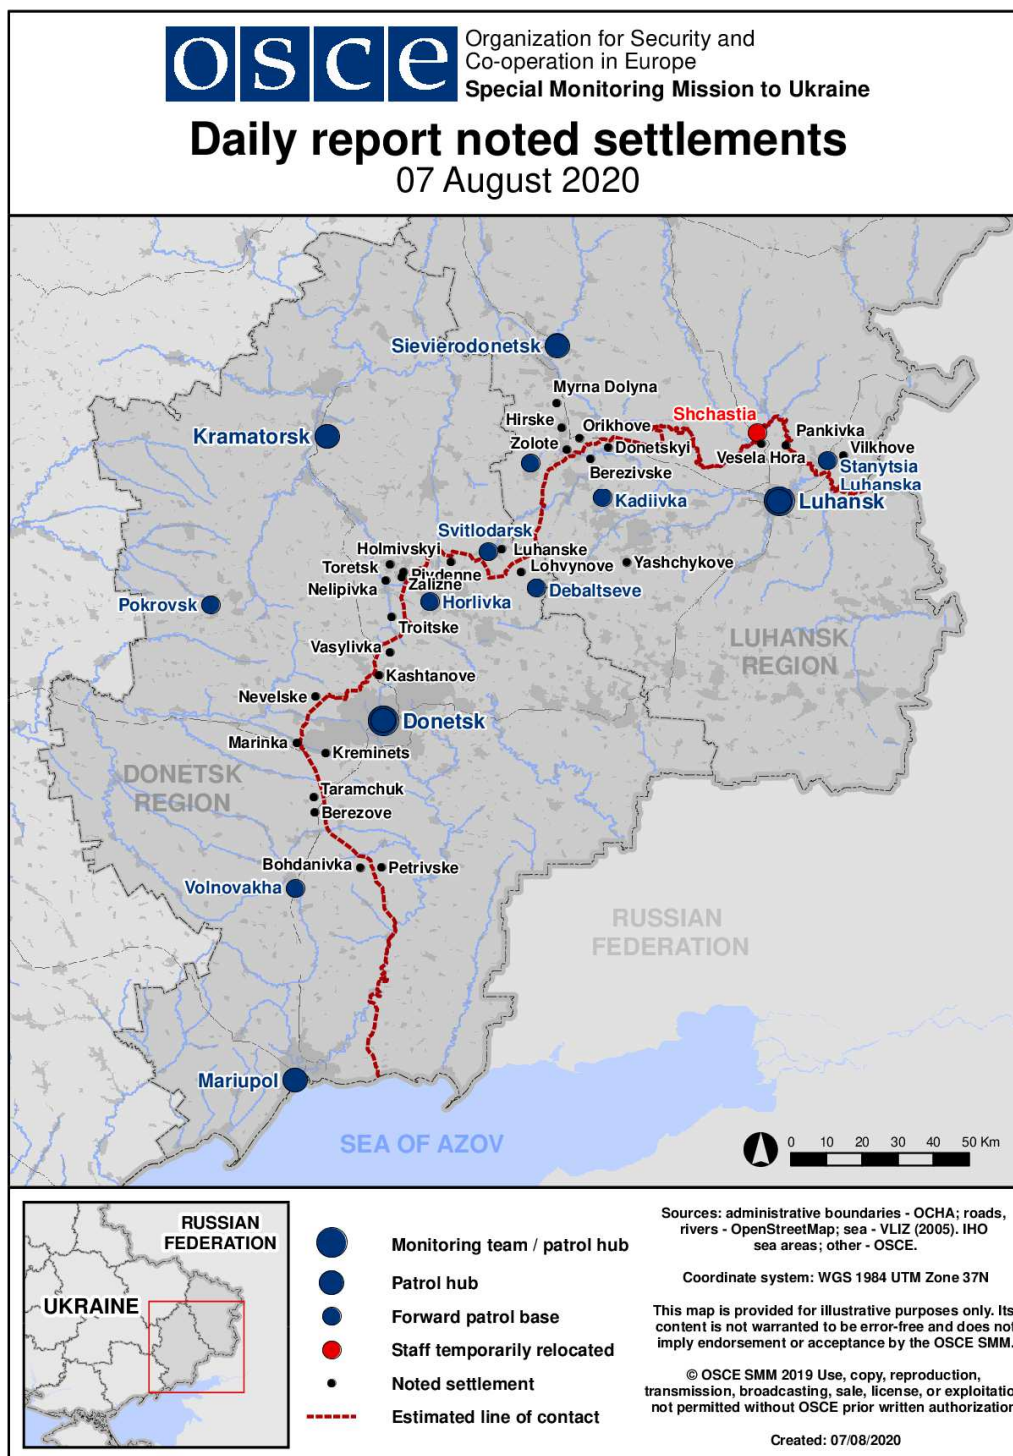 osce
Organization for Security and
Co-operation in Europe
Special Monitoring Mission to Ukraine
Daily report noted settlements
07 August 2020
Sievierodonetsk
Myrna Dolyna
Shchastia
Hirske
Orikhove
Pankivka
Kramatorsk
Zolote
Donetskyi
Vesela Hora
Vilkhove
Berezivske
Stanytsia
Luhanska
Kadiivka
Luhansk
Svitlodarsk
Holmivskyi
Luhanske
Toretsk
Pivdenne
Lohvynove
Yashchykove
Nelipivka
Zalizne
Debaltseve
Pokrovsk
Horlivka
Troitske
LUHANSK
REGION
Vasylivka
Kashtanove
Nevelske
Donetsk
Marinka
Kreminets
DONETSK
REGION
Taramchuk
Berezove
Bohdanivka
Petrivske
Volnovakha
RUSSIAN
FEDERATION
Mariupol
SEA OF AZOV
0 10 20 30 40 50 Km
RUSSIAN
FEDERATION
UKRAINE
Monitoring team / patrol hub
Patrol hub
Forward patrol base
Staff temporarily relocated
Noted settlement
Estimated line of contact
Sources: administrative boundaries - OCHA; roads,
rivers - OpenStreetMap; sea - VLIZ (2005). IHO
sea areas; other - OSCE.
Coordinate system: WGS 1984 UTM Zone 37N
This map is provided for illustrative purposes only. Its
content is not warranted to be error-free and does not
imply endorsement or acceptance by the OSCE SMM.
© OSCE SMM 2019 Use, copy, reproduction,
transmission, broadcasting, sale, license, or exploitatio
not permitted without OSCE prior written authorization
Created: 07/08/2020